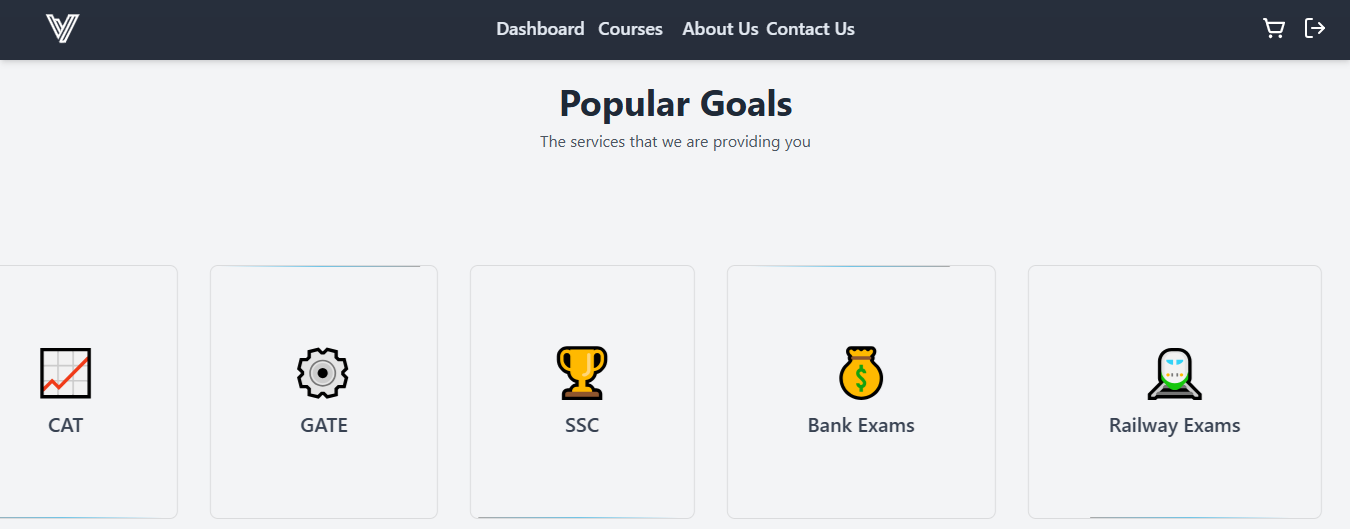 Dashboard Courses About Us Contact Us
Popular Goals
The services that we are providing you
CAT
GATE
SSC
Bank Exams
Railway Exams